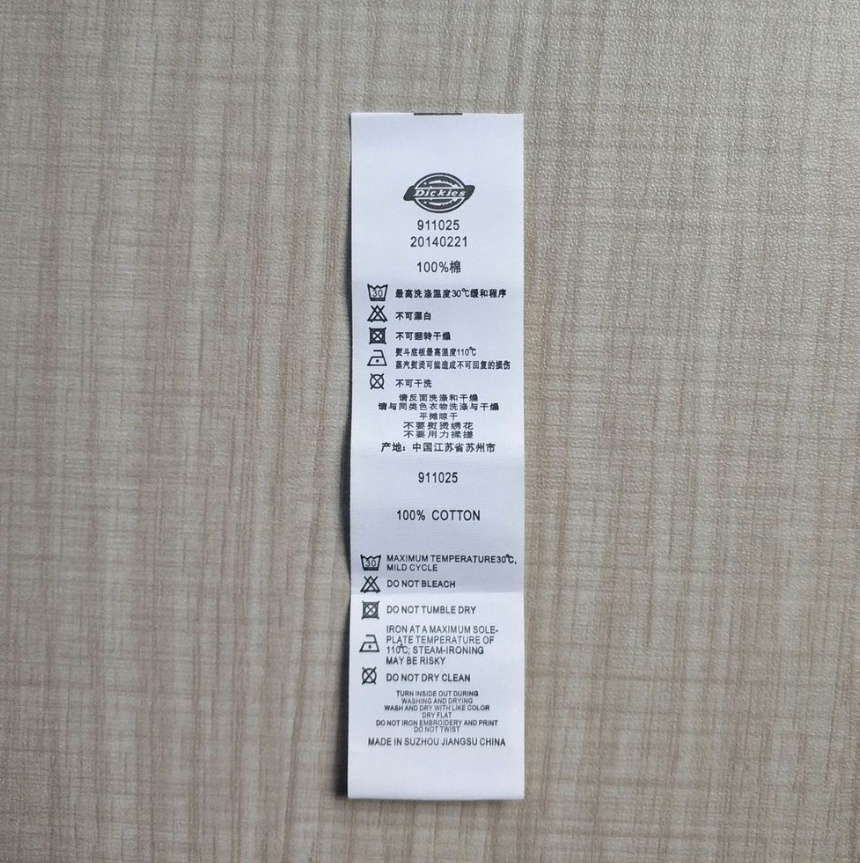 Dickies
911025
20140221
100%棉
30
最高洗涤温度30℃缓和程序
不可漂白
不可翻转干燥
熨斗底板最高温度110℃
蒸汽熨烫可能造成不可回复的损伤
不可干洗
请反面洗涤和干燥
请与同类色衣物洗涤与干燥
平摊晾干
不要熨烫绣花
不要用力揉搓
产地：中国江苏省苏州市
911025
100% COTTON
30
MAXIMUM TEMPERATURE30℃,
MILD CYCLE
DO NOT BLEACH
DO NOT TUMBLE DRY
IRON AT A MAXIMUM SOLE-
PLATE TEMPERATURE OF
110℃; STEAM-IRONING
MAY BE RISKY
DO NOT DRY CLEAN
TURN INSIDE OUT DURING
WASHING AND DRYING
WASH AND DRY WITH LIKE COLOR
DRY FLAT
DO NOT IRON EMBROIDERY AND PRINT
DO NOT TWIST
MADE IN SUZHOU JIANGSU CHINA